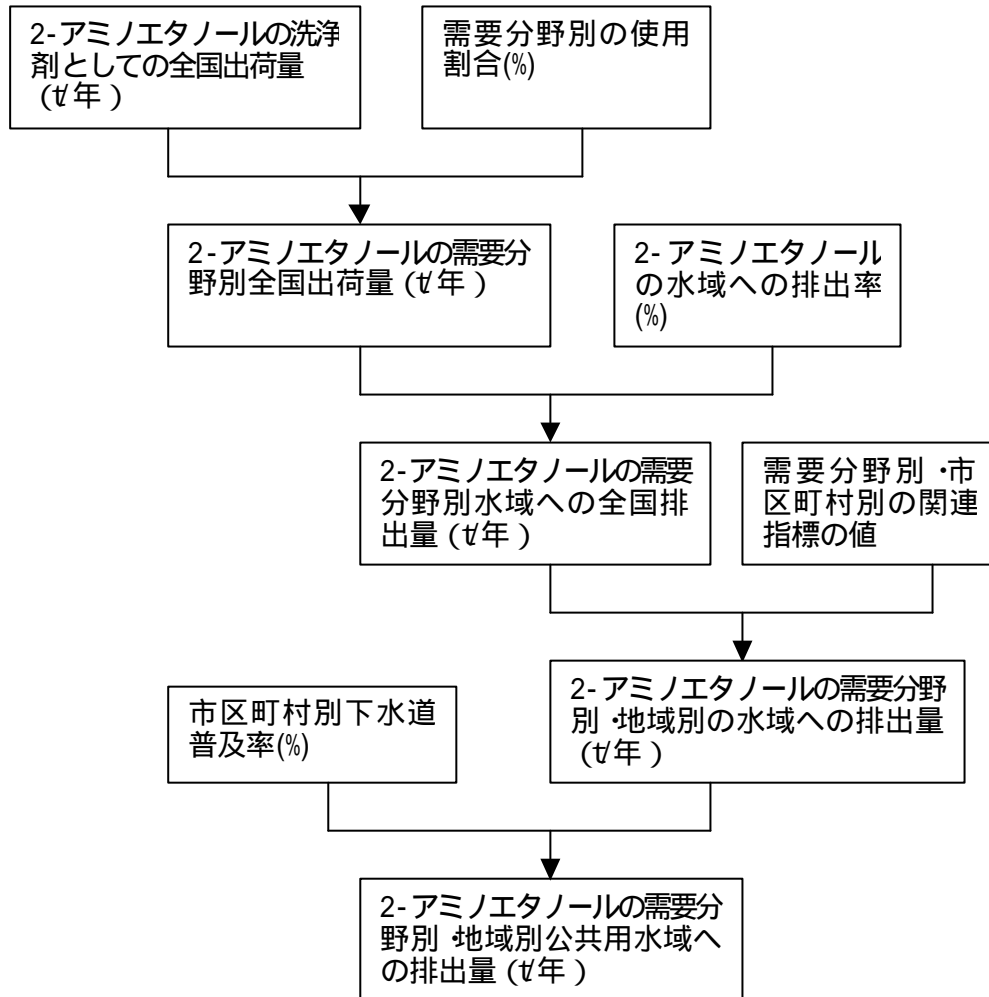 2-アミノエタノールの洗浄
剤としての全国出荷量
(t/年)
需要分野別の使用
割合(%)
2-アミノエタノールの需要分
野別全国出荷量(t/年)
2-アミノエタノール
の水域への排出率
(%)
2-アミノエタノールの需要
分野別水域への全国排
出量(t/年)
需要分野別・市
区町村別の関連
指標の値
市区町村別下水道
普及率(%)
2-アミノエタノールの需要分野
別・地域別の水域への排出量
(t/年)
2-アミノエタノールの需要分
野別・地域別公共用水域へ
の排出量(t/年)